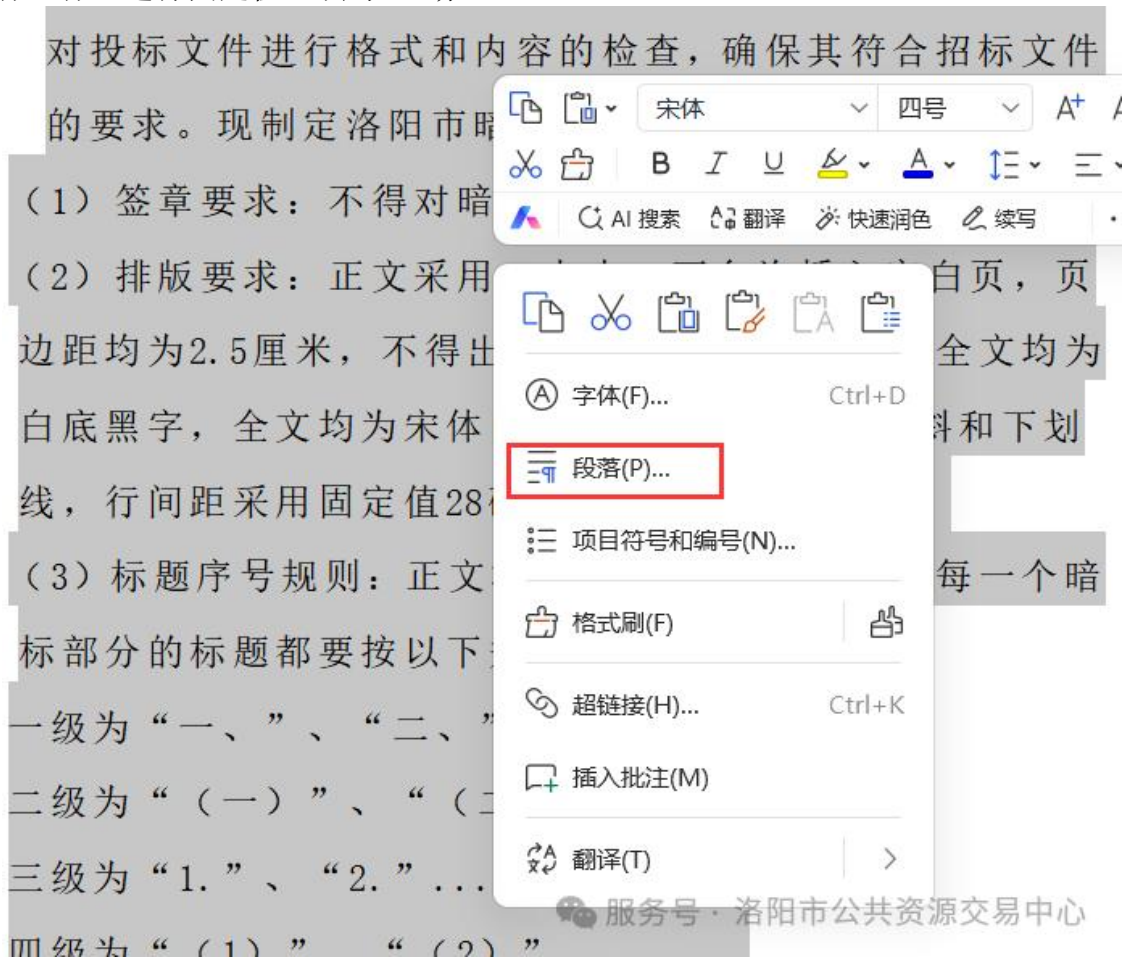 对投标文件进行格式和内容的检查，确保其符合招标文件
的要求。现制定洛阳市暗
（1）签章要求：不得对暗
（2）排版要求：正文采用
白页，页
边距均为2.5厘米，不得出
全文均为
白底黑字，全文均为宋体
和下划
线，行间距采用固定值28
（3）标题序号规则：正文
每一个暗
标部分的标题都要按以下
一级为“一、”、“二、”
二级为“（一）”、“（二
三级为“1.”、“2.”...
四级为“（1）”、“（2）”
宋体
四号
A+
B I U A
AI 搜索 翻译 快速润色 续写
字体(F)... Ctrl+D
段落(P)...
项目符号和编号(N)...
格式刷(F)
超链接(H)... Ctrl+K
插入批注(M)
翻译(T)
服务号 · 洛阳市公共资源交易中心